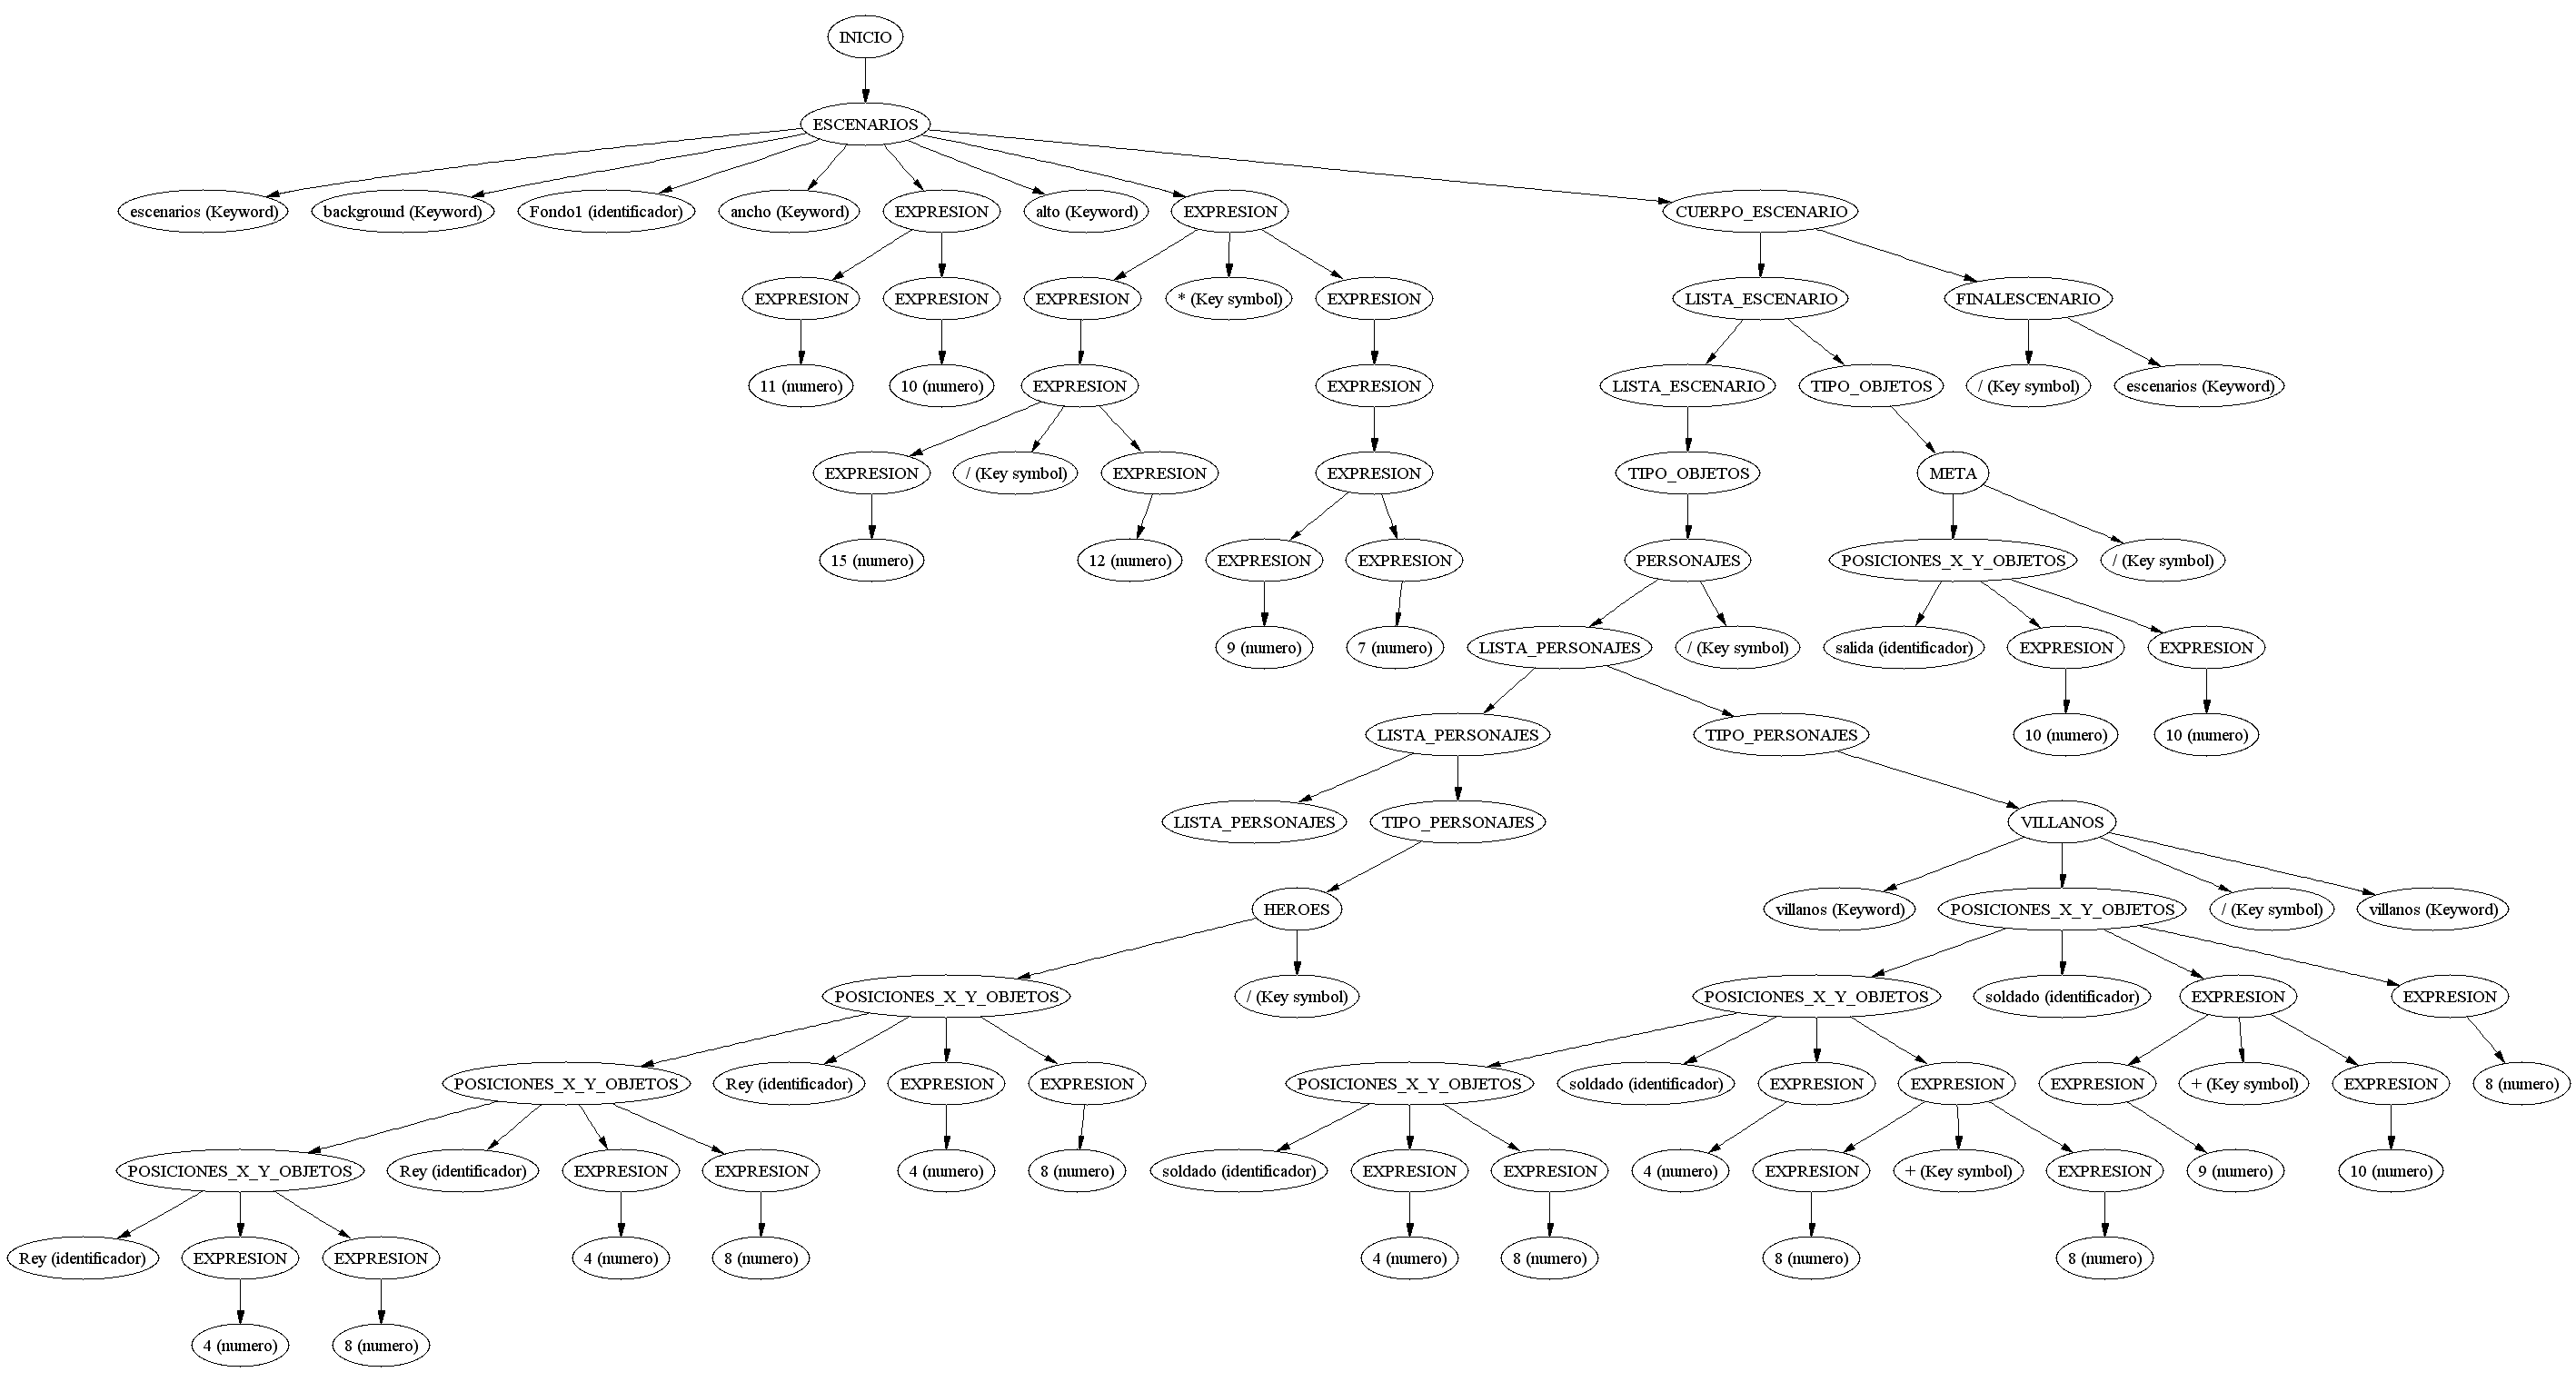 INICIO
ESCENARIOS
escenarios (Keyword)
background (Keyword)
Fondo1 (identificador)
ancho (Keyword)
EXPRESION
alto (Keyword)
EXPRESION
CUERPO_ESCENARIO
EXPRESION
EXPRESION
EXPRESION
* (Key symbol)
EXPRESION
LISTA_ESCENARIO
FINALESCENARIO
11 (numero)
10 (numero)
EXPRESION
EXPRESION
LISTA_ESCENARIO
TIPO_OBJETOS
/ (Key symbol)
escenarios (Keyword)
EXPRESION
/ (Key symbol)
EXPRESION
EXPRESION
TIPO_OBJETOS
META
15 (numero)
12 (numero)
EXPRESION
EXPRESION
PERSONAJES
POSICIONES_X_Y_OBJETOS
/ (Key symbol)
9 (numero)
7 (numero)
LISTA_PERSONAJES
/ (Key symbol)
salida (identificador)
EXPRESION
EXPRESION
LISTA_PERSONAJES
TIPO_PERSONAJES
10 (numero)
10 (numero)
LISTA_PERSONAJES
TIPO_PERSONAJES
VILLANOS
HEROES
villanos (Keyword)
POSICIONES_X_Y_OBJETOS
/ (Key symbol)
villanos (Keyword)
POSICIONES_X_Y_OBJETOS
/ (Key symbol)
POSICIONES_X_Y_OBJETOS
soldado (identificador)
EXPRESION
EXPRESION
POSICIONES_X_Y_OBJETOS
Rey (identificador)
EXPRESION
EXPRESION
POSICIONES_X_Y_OBJETOS
soldado (identificador)
EXPRESION
EXPRESION
EXPRESION
+ (Key symbol)
EXPRESION
8 (numero)
POSICIONES_X_Y_OBJETOS
Rey (identificador)
EXPRESION
EXPRESION
4 (numero)
8 (numero)
soldado (identificador)
EXPRESION
EXPRESION
4 (numero)
EXPRESION
+ (Key symbol)
EXPRESION
9 (numero)
10 (numero)
Rey (identificador)
EXPRESION
EXPRESION
4 (numero)
8 (numero)
4 (numero)
8 (numero)
8 (numero)
8 (numero)
4 (numero)
8 (numero)